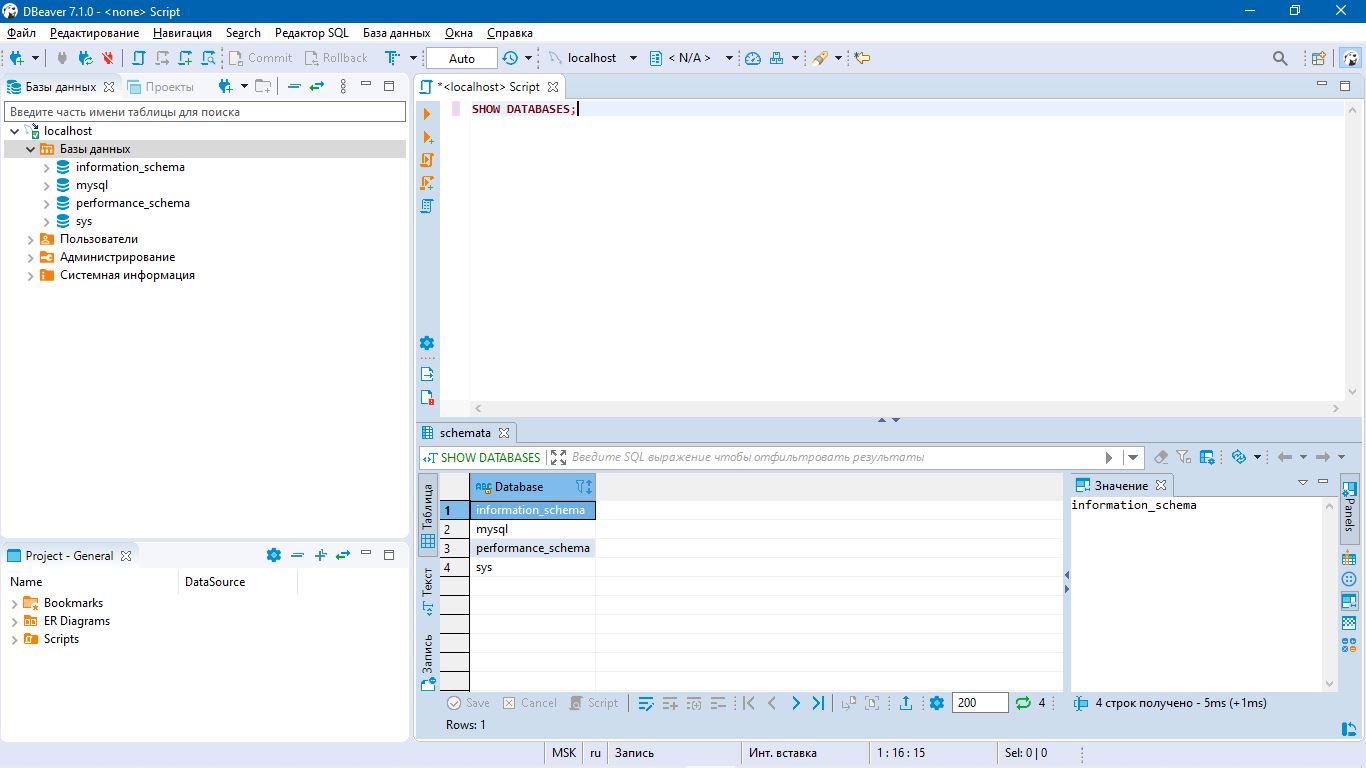 DBeaver 7.1.0 - <none> Script
Файл Редактирование Навигация Search Редактор SQL База данных Окна Справка
Commit Rollback Auto localhost < N/A >
Базы данных Проекты
Введите часть имени таблицы для поиска
localhost
Базы данных
information_schema
mysql
performance_schema
sys
Пользователи
Администрирование
Системная информация
Project - General
Name DataSource
Bookmarks
ER Diagrams
Scripts
*<localhost> Script
SHOW DATABASES;
schemata
SHOW DATABASES Введите SQL выражение чтобы отфильтровать результаты
Таблица
Текст
Запись
ABC Database
1 information_schema
2 mysql
3 performance_schema
4 sys
Значение
information_schema
Panels
Save Cancel Script 200 4 4 строк получено - 5ms (+1ms)
Rows: 1
MSK ru Запись Инт. вставка 1 : 16 : 15 Sel: 0 | 0